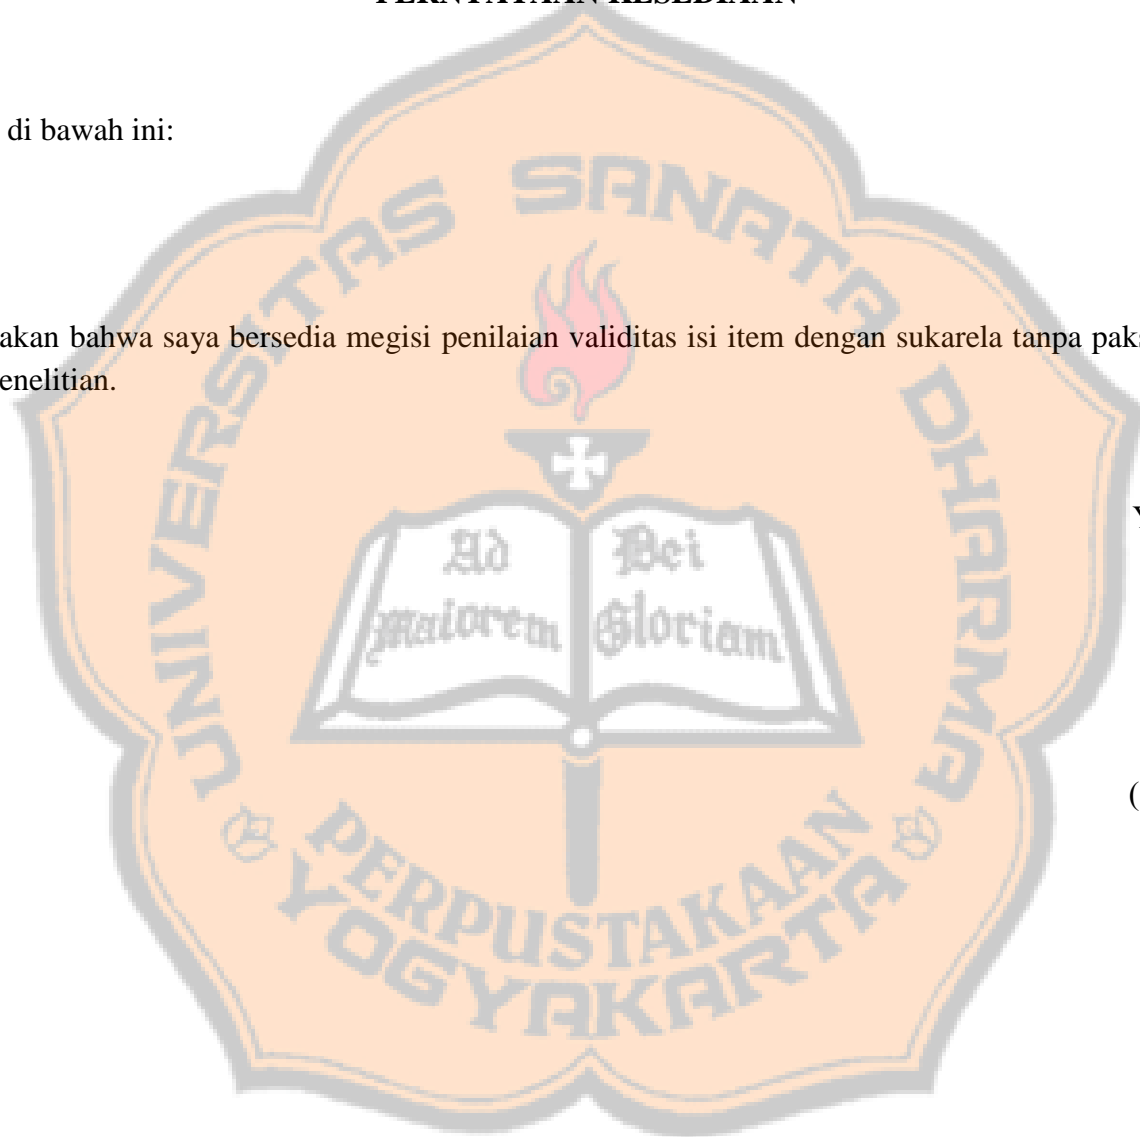 PERNYATAAN KESEDIAAN
di bawah ini:
akan bahwa saya bersedia megisi penilaian validitas isi item dengan sukarela tanpa paks
enelitian.
Y
(
UNIVERSITAS SANATA DHARMA
Ad Dei
maiorem Gloriam
PERPUSTAKAAN
YOGYAKARTA